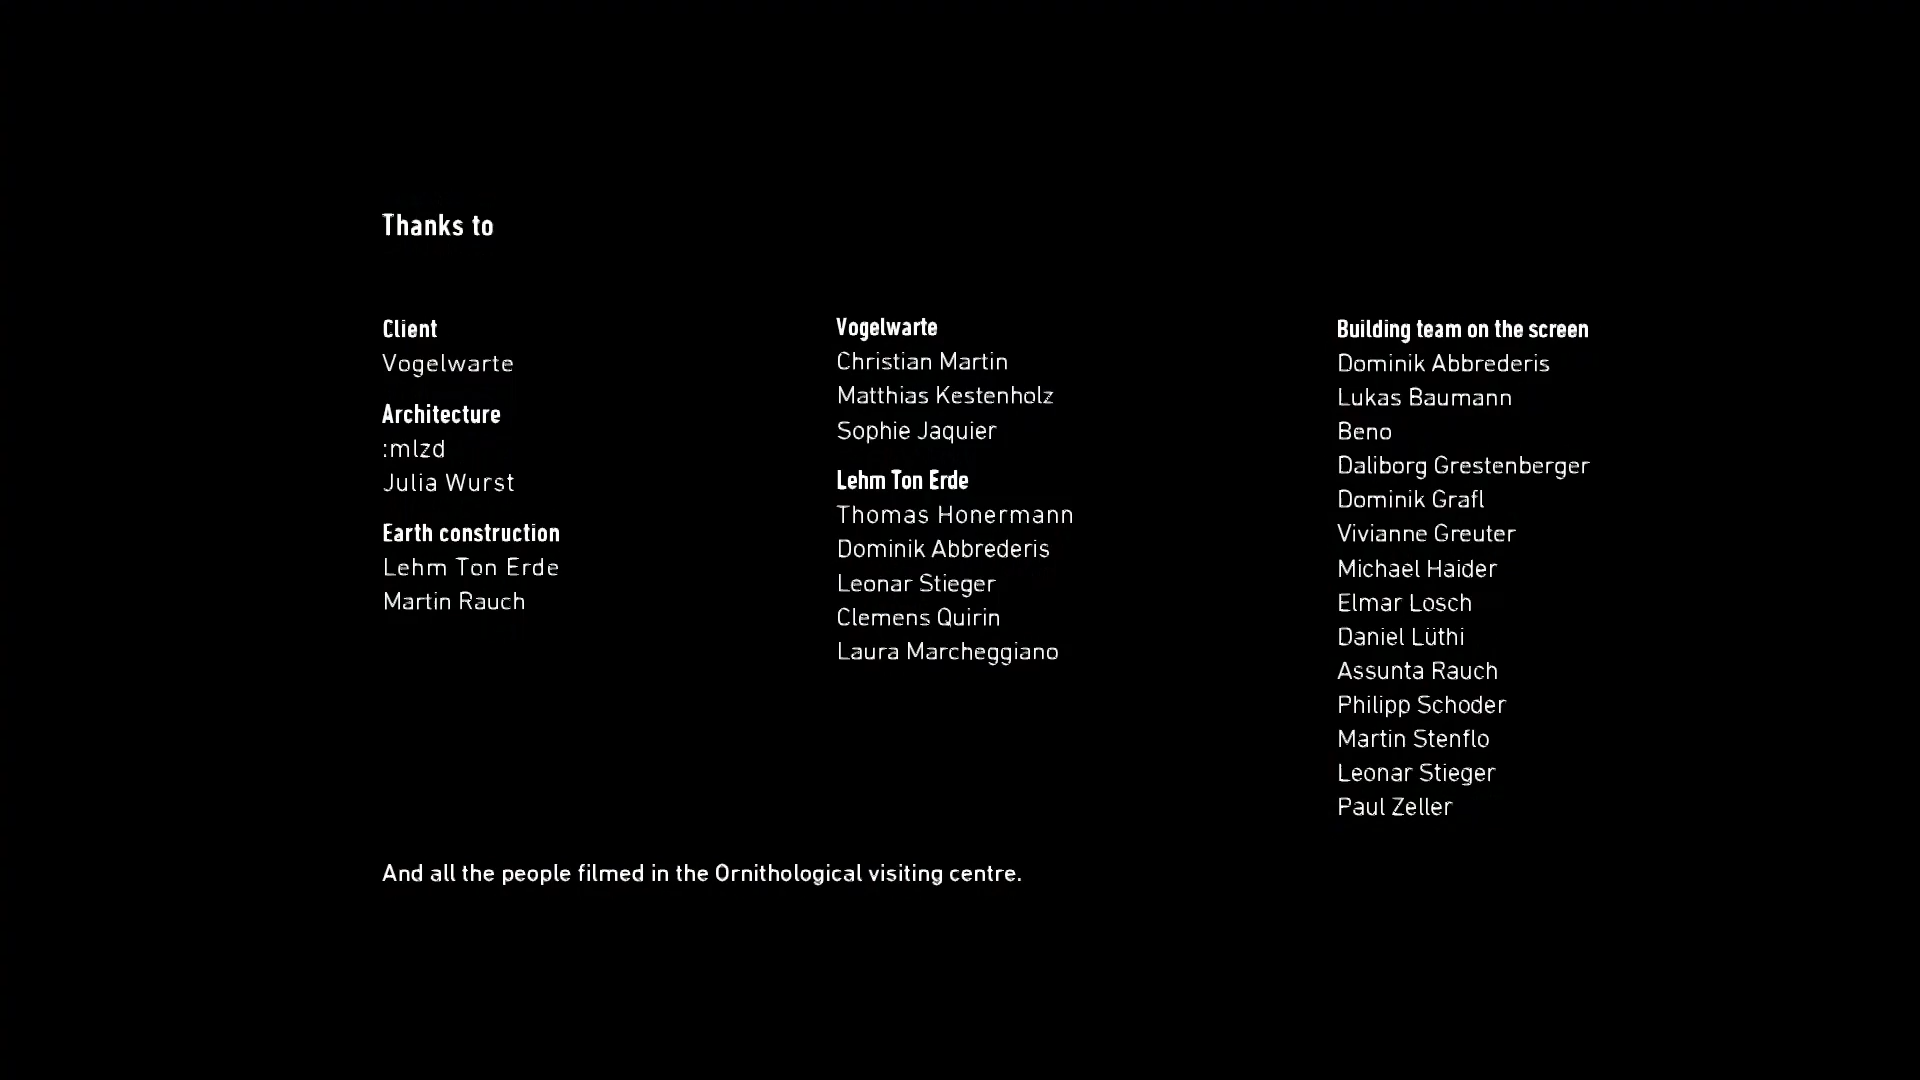 Thanks to
Client
Vogelwarte
Architecture
:mlzd
Julia Wurst
Earth construction
Lehm Ton Erde
Martin Rauch
Vogelwarte
Christian Martin
Matthias Kestenholz
Sophie Jaquier
Lehm Ton Erde
Thomas Honermann
Dominik Abbrederis
Leonar Stieger
Clemens Quirin
Laura Marcheggiano
Building team on the screen
Dominik Abbrederis
Lukas Baumann
Beno
Daliborg Grestenberger
Dominik Grafl
Vivianne Greuter
Michael Haider
Elmar Losch
Daniel Lüthi
Assunta Rauch
Philipp Schoder
Martin Stenflo
Leonar Stieger
Paul Zeller
And all the people filmed in the Ornithological visiting centre.